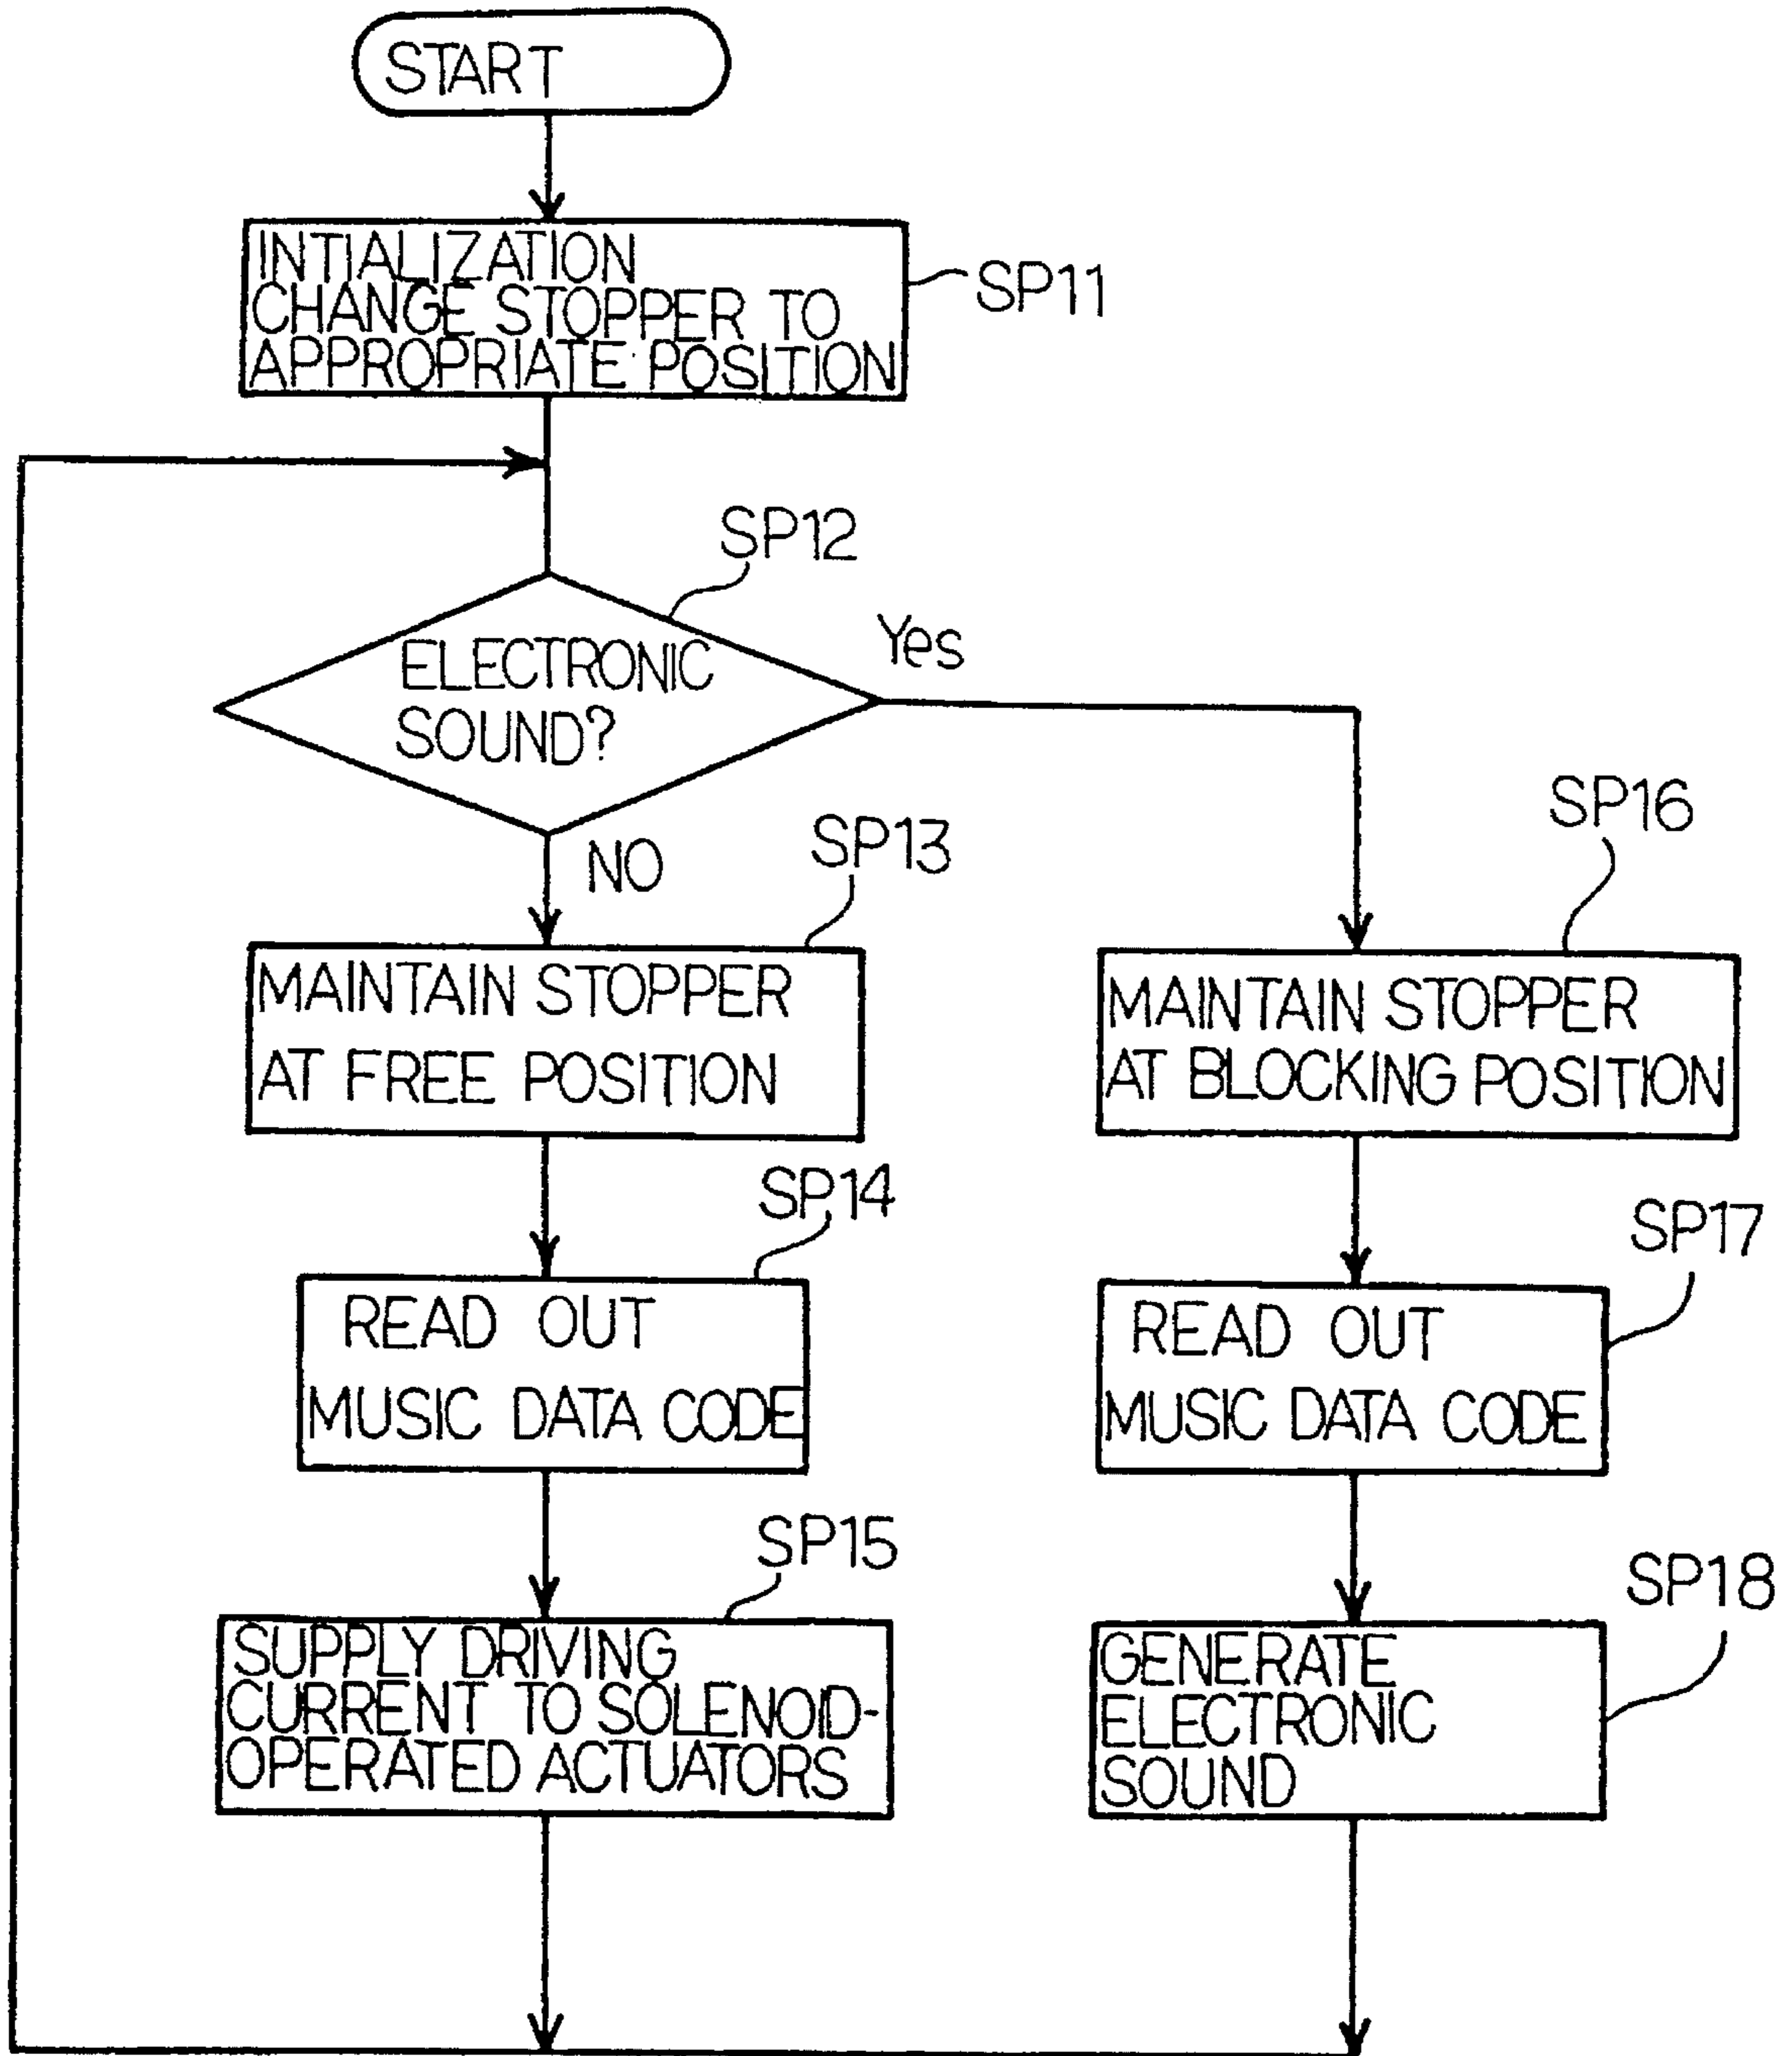 START
INTIALIZATION
CHANGE STOPPER TO
APPROPRIATE POSITION
SP11
SP12
ELECTRONIC
SOUND?
Yes
NO
SP13
MAINTAIN STOPPER
AT FREE POSITION
SP14
READ OUT
MUSIC DATA CODE
SP15
SUPPLY DRIVING
CURRENT TO SOLENOID-
OPERATED ACTUATORS
SP16
MAINTAIN STOPPER
AT BLOCKING POSITION
SP17
READ OUT
MUSIC DATA CODE
SP18
GENERATE
ELECTRONIC
SOUND